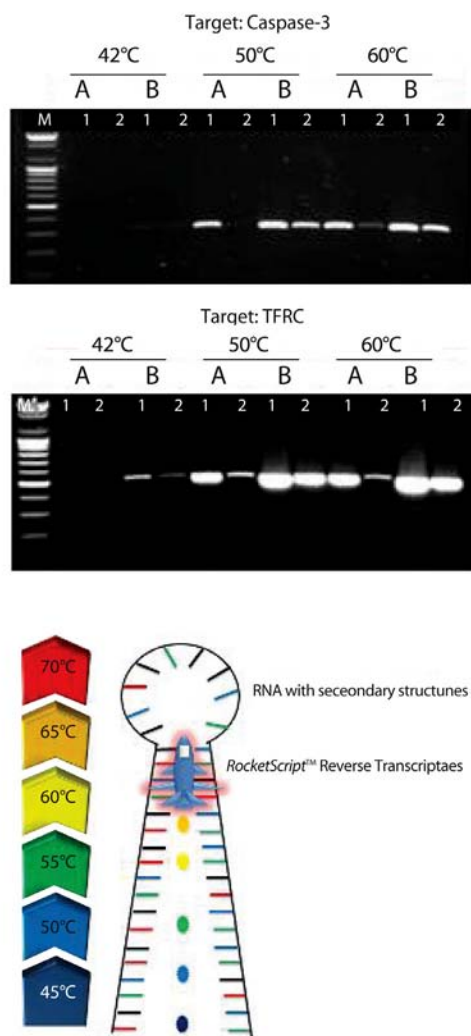 Target: Caspase-3
42°C 50°C 60°C
A B A B A B
M 1 2 1 2 1 2 1 2 1 2 1 2
Target: TFRC
42°C 50°C 60°C
A B A B A B
M 1 2 1 2 1 2 1 2 1 2 1 2
70°C
RNA with seceondary structunes
65°C
RocketScript™ Reverse Transcriptaes
60°C
55°C
50°C
45°C